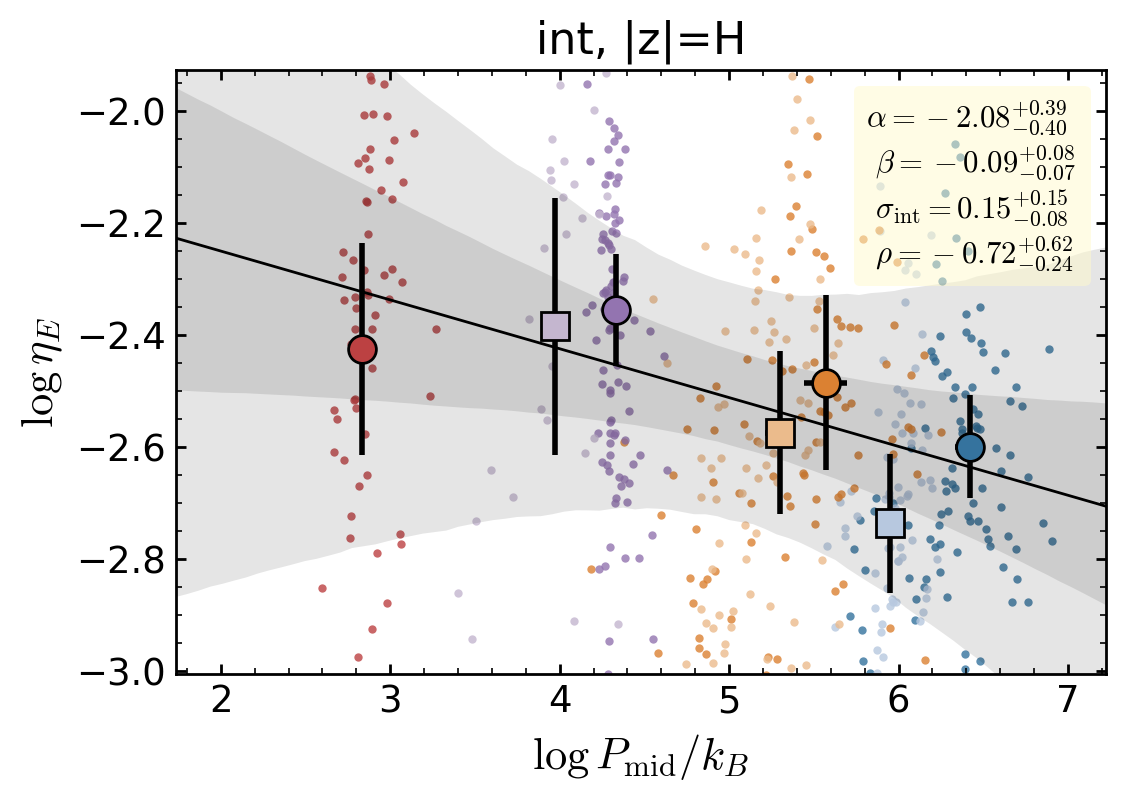 int, |z|=H
α = −2.08^{+0.39}_{−0.40}
β = −0.09^{+0.08}_{−0.07}
σ_int = 0.15^{+0.15}_{−0.08}
ρ = −0.72^{+0.62}_{−0.24}
log η_E
−2.0
−2.2
−2.4
−2.6
−2.8
−3.0
2 3 4 5 6 7
log P_mid/k_B